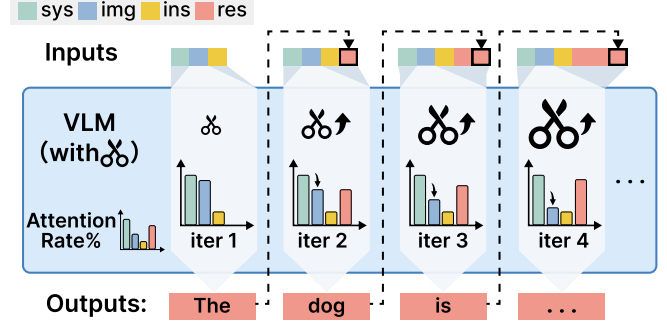 sys img ins res
Inputs
VLM
(with )
Attention
Rate%
iter 1
iter 2
iter 3
iter 4
...
Outputs:
The
dog
is
...